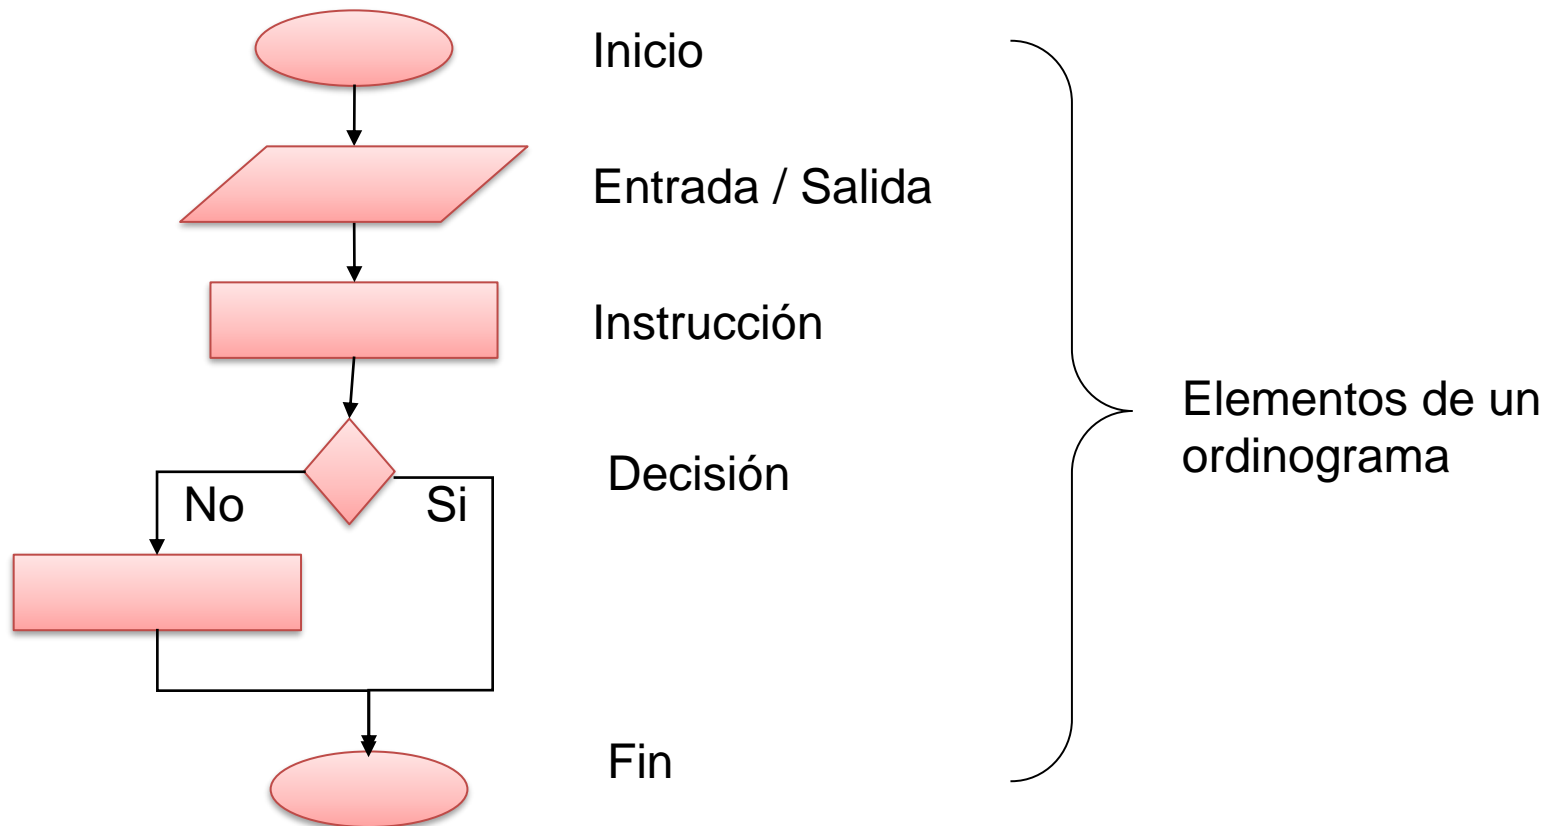 Inicio
Entrada / Salida
Instrucción
Decisión
No
Si
Fin
Elementos de un
ordinograma